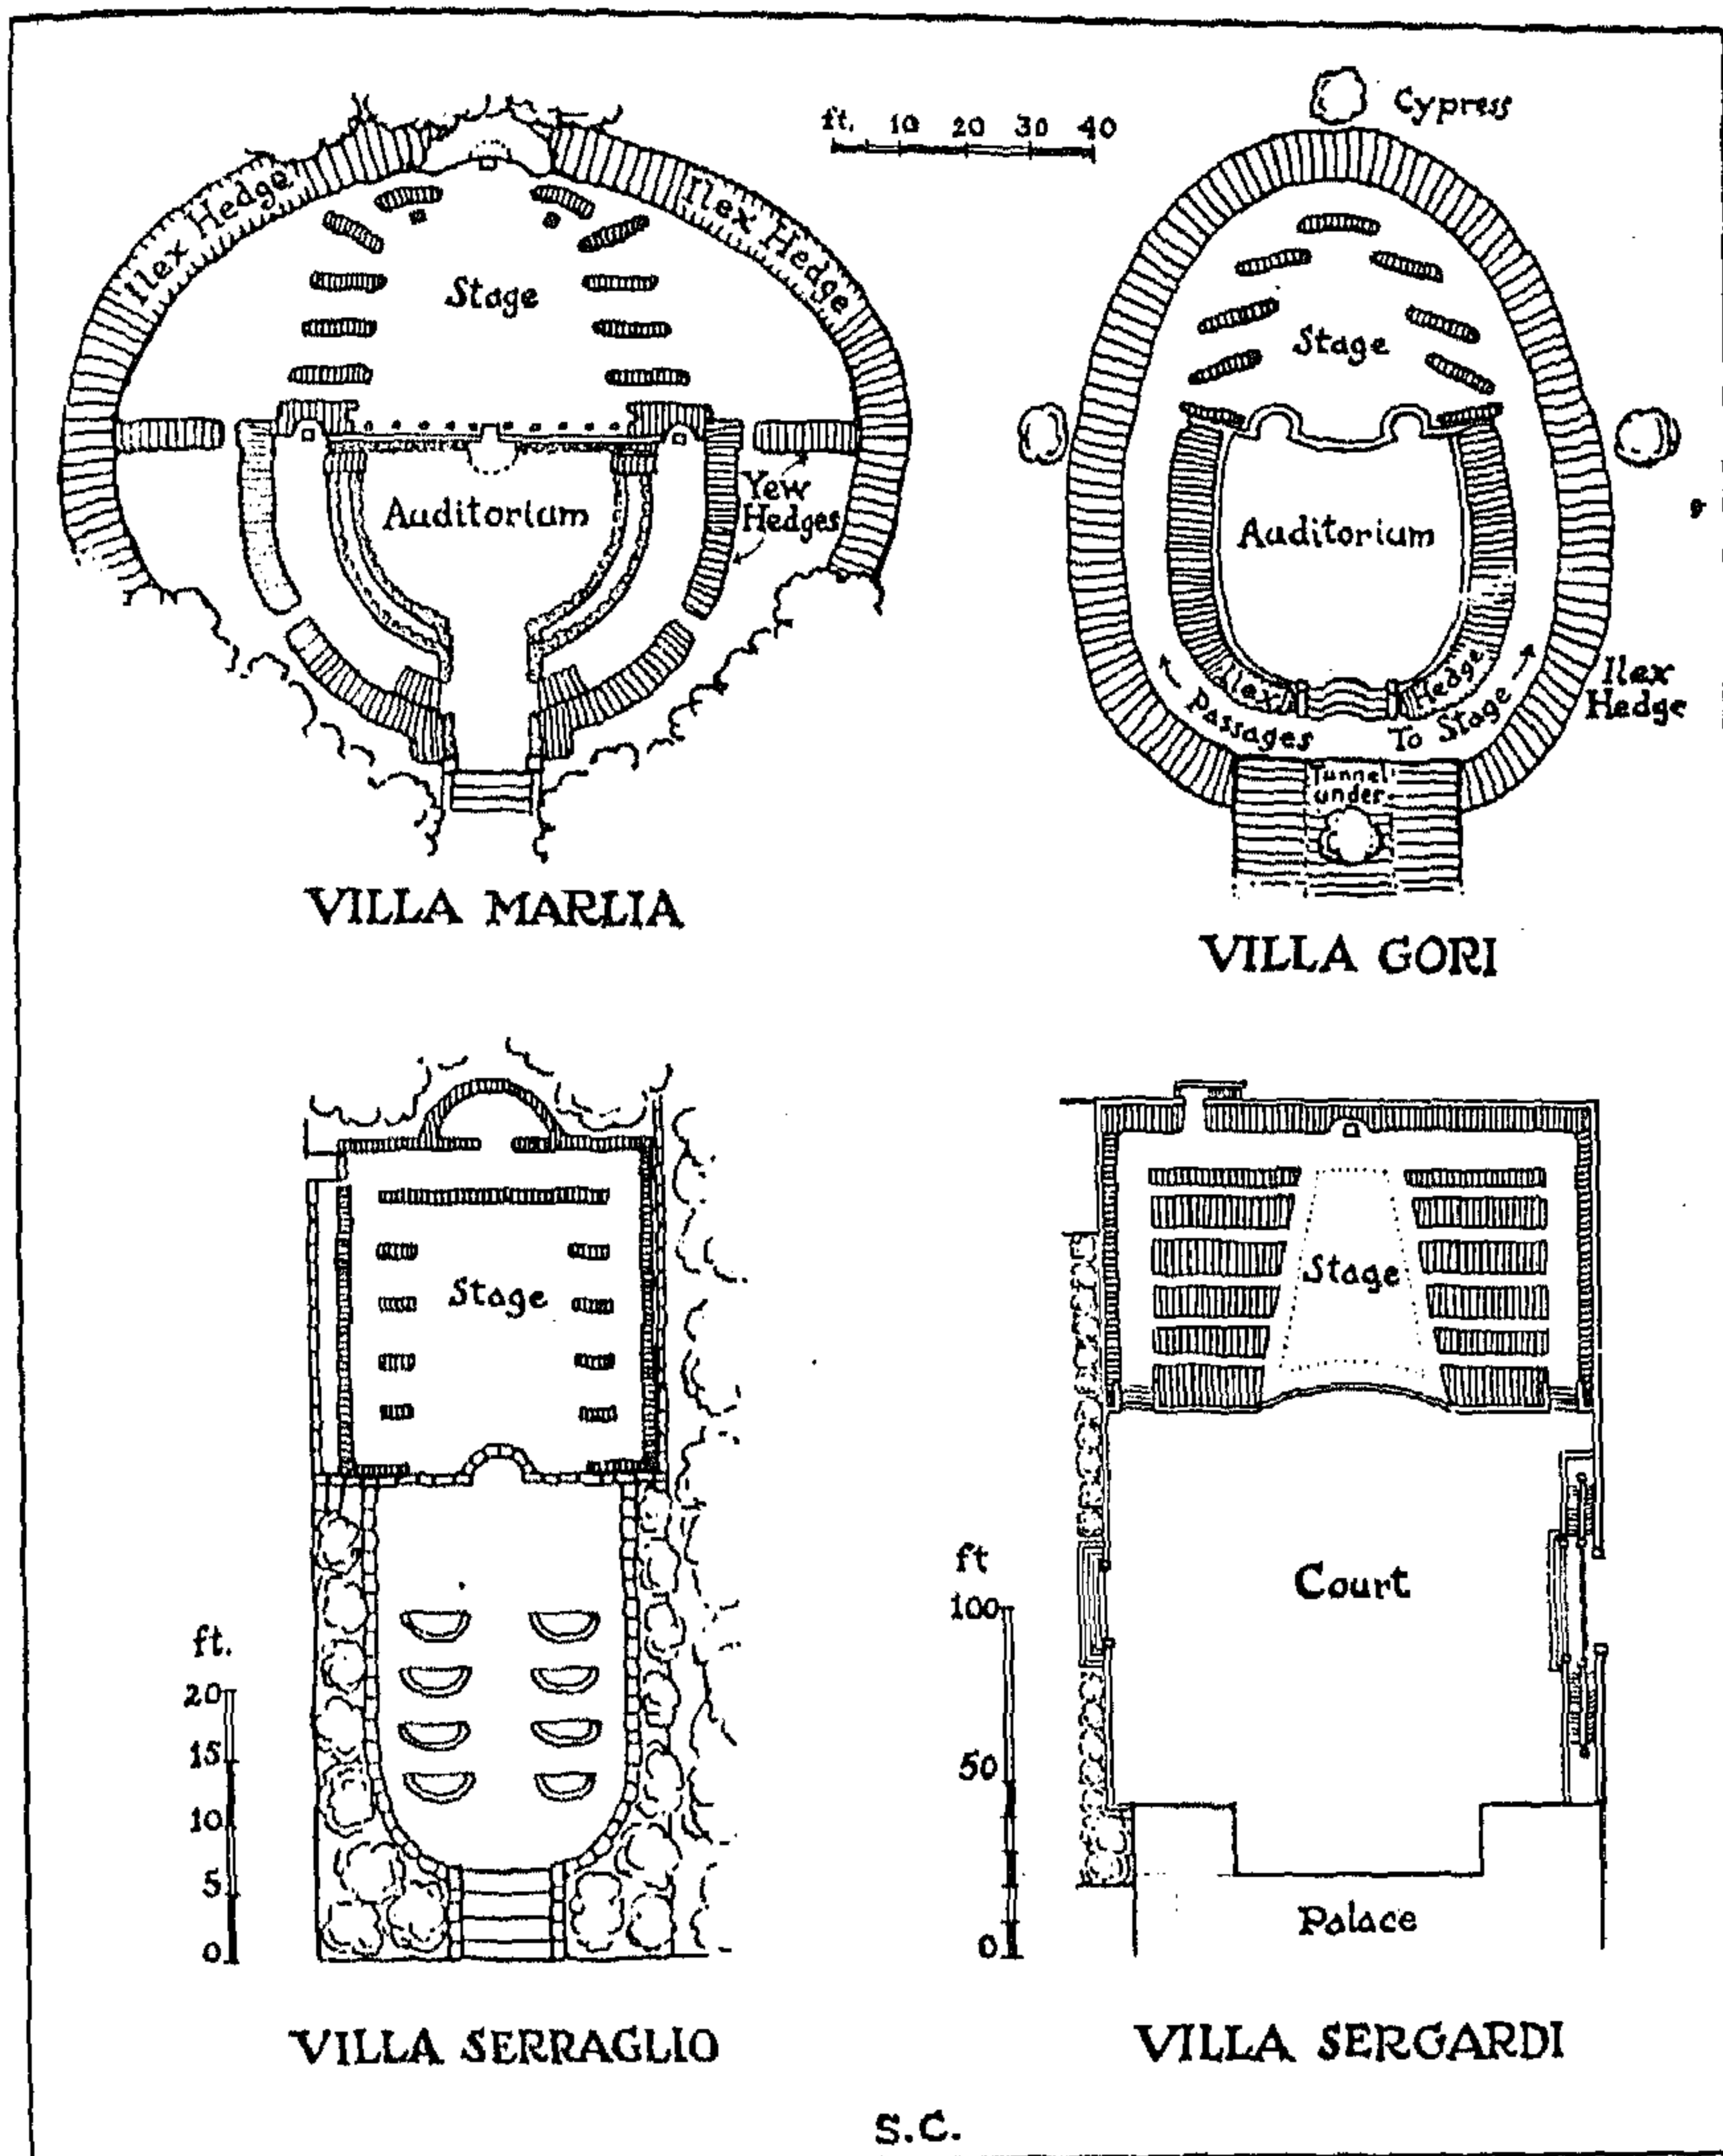 ft. 10 20 30 40
Cypress
Ilex Hedge
Ilex Hedge
Stage
Auditorium
Yew
Hedges
VILLA MARLIA
Stage
Auditorium
Ilex
Hedge
Passages
To Stage
Ilex
Hedge
Tunnel
under
VILLA GORI
Stage
ft.
20
15
10
5
0
VILLA SERRAGLIO
Stage
Court
ft
100
50
0
Palace
VILLA SERGARDI
S.C.